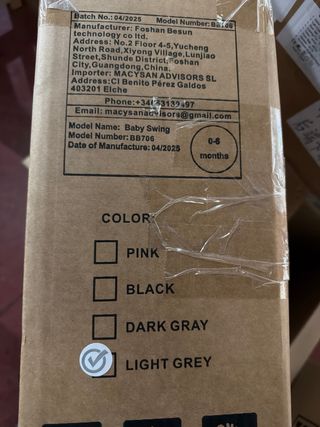 Batch No.: 04/2025 Model Number: BB706
Manufacturer: Foshan Besun
technology co ltd.
Address: No.2 Floor 4-5,Yucheng
North Road,Xiyong Village,Lunjiao
Street,Shunde District,Foshan
City,Guangdong,China.
Importer: MACYSAN ADVISORS SL
Address:Cl Benito Pérez Galdos
403201 Elche
Email: macysanadvisors@gmail.com
Model Name: Baby Swing
Model Number: BB706
Date of Manufacture: 04/2025
0-6
months
COLOR:
PINK
BLACK
DARK GRAY
LIGHT GREY